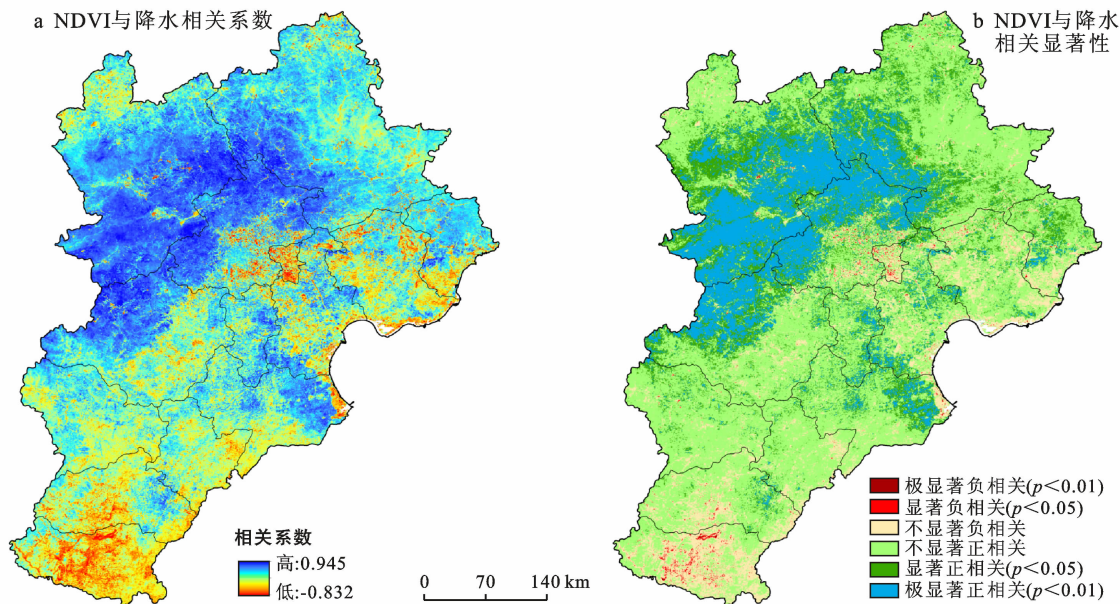 a NDVI与降水相关系数
相关系数
高:0.945
低:-0.832
0 70 140 km
b NDVI与降水
相关显著性
极显著负相关(p<0.01)
显著负相关(p<0.05)
不显著负相关
不显著正相关
显著正相关(p<0.05)
极显著正相关(p<0.01)